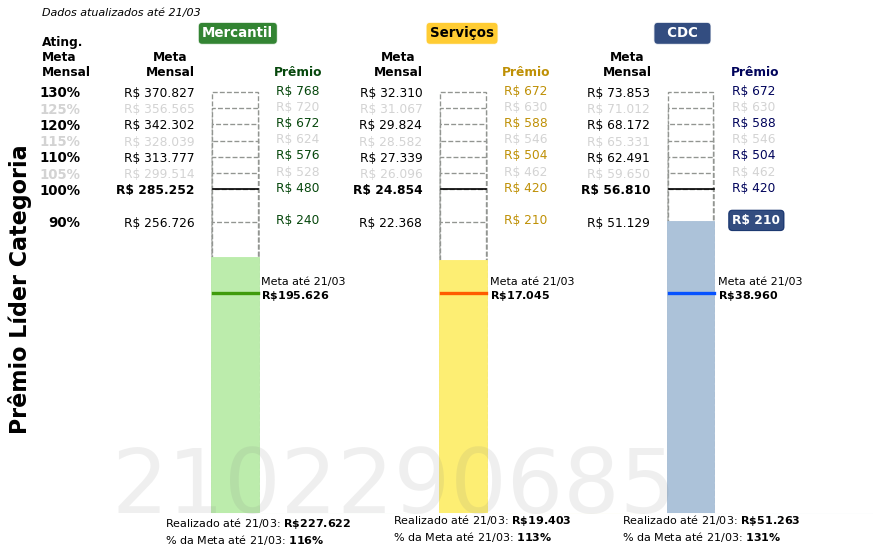 Dados atualizados até 21/03
Mercantil Serviços CDC
Ating. Meta Mensal
Meta Mensal Prêmio Meta Mensal Prêmio Meta Mensal Prêmio
130% R$ 370.827 R$ 768 R$ 32.310 R$ 672 R$ 73.853 R$ 672
125% R$ 356.565 R$ 720 R$ 31.067 R$ 630 R$ 71.012 R$ 630
120% R$ 342.302 R$ 672 R$ 29.824 R$ 588 R$ 68.172 R$ 588
115% R$ 328.039 R$ 624 R$ 28.582 R$ 546 R$ 65.331 R$ 546
110% R$ 313.777 R$ 576 R$ 27.339 R$ 504 R$ 62.491 R$ 504
105% R$ 299.514 R$ 528 R$ 26.096 R$ 462 R$ 59.650 R$ 462
100% R$ 285.252 R$ 480 R$ 24.854 R$ 420 R$ 56.810 R$ 420
90% R$ 256.726 R$ 240 R$ 22.368 R$ 210 R$ 51.129 R$ 210
Meta até 21/03 Meta até 21/03 Meta até 21/03
R$195.626 R$17.045 R$38.960
Prêmio Líder Categoria
2102290685
Realizado até 21/03: R$227.622 Realizado até 21/03: R$19.403 Realizado até 21/03: R$51.263
% da Meta até 21/03: 116% % da Meta até 21/03: 113% % da Meta até 21/03: 131%